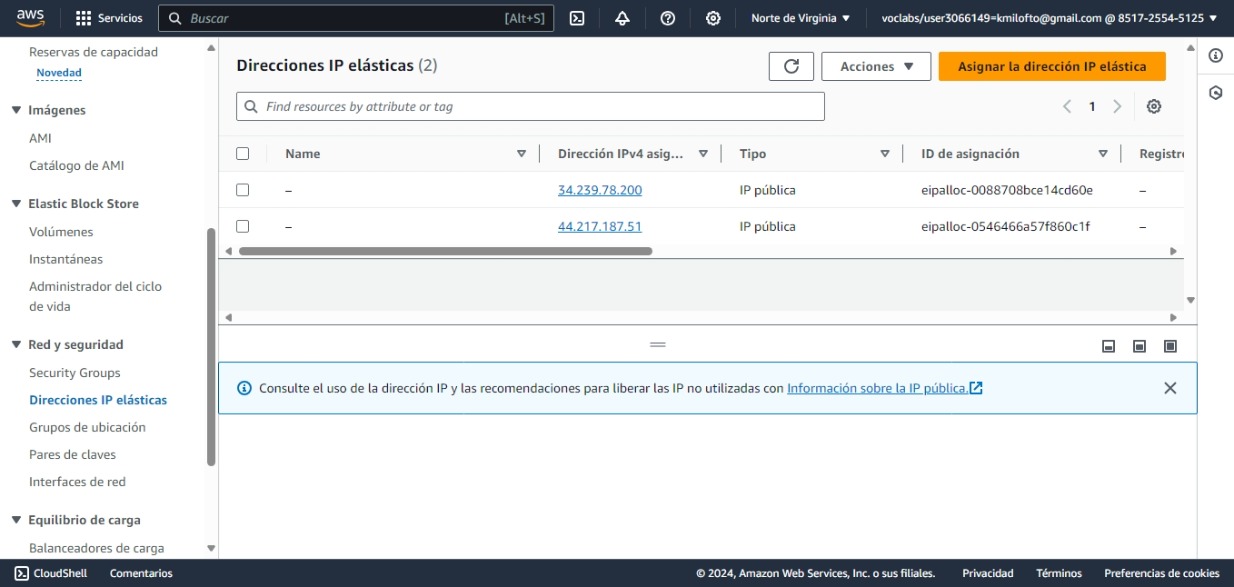 aws
Servicios
Buscar
[Alt+S]
Norte de Virginia
voclabs/user3066149=kmilofto@gmail.com @ 8517-2554-5125
Reservas de capacidad
Novedad
Imágenes
AMI
Catálogo de AMI
Elastic Block Store
Volúmenes
Instantáneas
Administrador del ciclo
de vida
Red y seguridad
Security Groups
Direcciones IP elásticas
Grupos de ubicación
Pares de claves
Interfaces de red
Equilibrio de carga
Balanceadores de carga
Direcciones IP elásticas (2)
Acciones
Asignar la dirección IP elástica
Find resources by attribute or tag
1
Name
Dirección IPv4 asig...
Tipo
ID de asignación
Registr
– 34.239.78.200 IP pública eipalloc-0088708bce14cd60e –
– 44.217.187.51 IP pública eipalloc-0546466a57f860c1f –
Consulte el uso de la dirección IP y las recomendaciones para liberar las IP no utilizadas con Información sobre la IP pública.
CloudShell
Comentarios
© 2024, Amazon Web Services, Inc. o sus filiales.
Privacidad
Términos
Preferencias de cookies